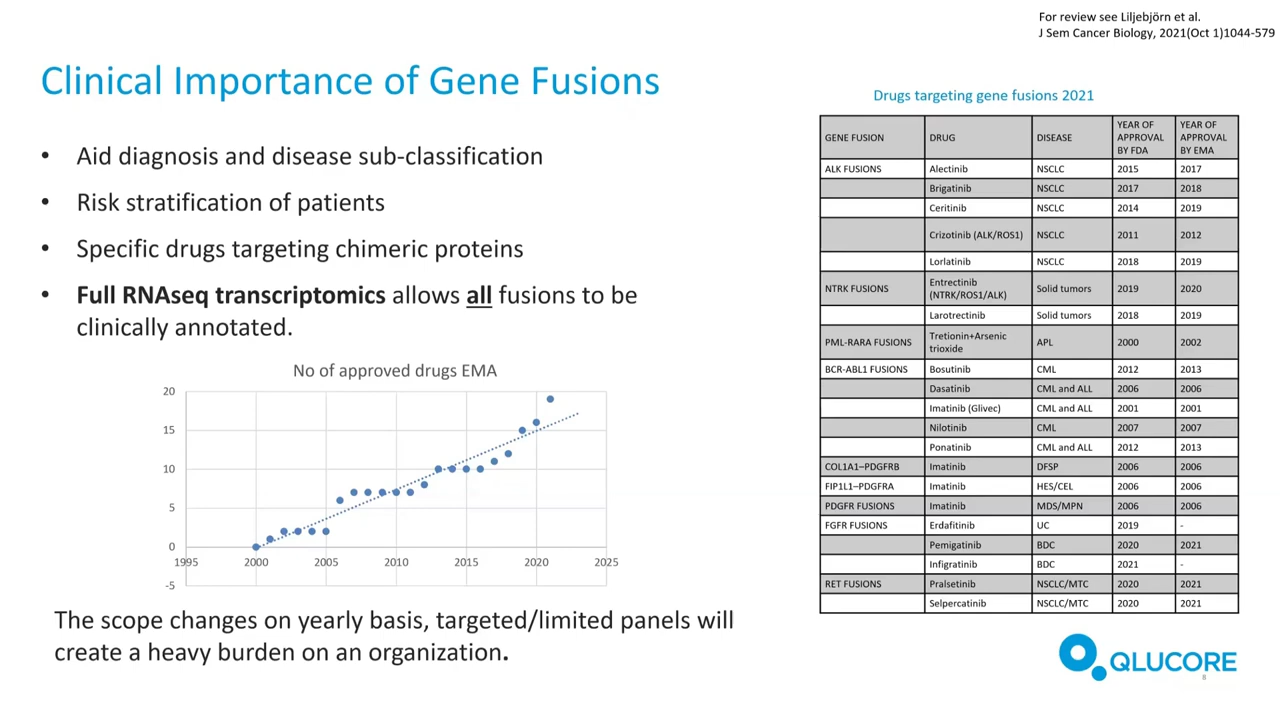 For review see Liljebjörn et al.
J Sem Cancer Biology, 2021(Oct 1)1044-579
Clinical Importance of Gene Fusions
• Aid diagnosis and disease sub-classification
• Risk stratification of patients
• Specific drugs targeting chimeric proteins
• Full RNAseq transcriptomics allows all fusions to be
clinically annotated.
No of approved drugs EMA
20
15
10
5
0
-5
1995 2000 2005 2010 2015 2020 2025
The scope changes on yearly basis, targeted/limited panels will
create a heavy burden on an organization.
Drugs targeting gene fusions 2021
GENE FUSION DRUG DISEASE YEAR OF APPROVAL BY FDA YEAR OF APPROVAL BY EMA
ALK FUSIONS Alectinib NSCLC 2015 2017
Brigatinib NSCLC 2017 2018
Ceritinib NSCLC 2014 2019
Crizotinib (ALK/ROS1) NSCLC 2011 2012
Lorlatinib NSCLC 2018 2019
NTRK FUSIONS Entrectinib (NTRK/ROS1/ALK) Solid tumors 2019 2020
Larotrectinib Solid tumors 2018 2019
PML-RARA FUSIONS Tretionin+Arsenic trioxide APL 2000 2002
BCR-ABL1 FUSIONS Bosutinib CML 2012 2013
Dasatinib CML and ALL 2006 2006
Imatinib (Glivec) CML and ALL 2001 2001
Nilotinib CML 2007 2007
Ponatinib CML and ALL 2012 2013
COL1A1–PDGFRB Imatinib DFSP 2006 2006
FIP1L1–PDGFRA Imatinib HES/CEL 2006 2006
PDGFR FUSIONS Imatinib MDS/MPN 2006 2006
FGFR FUSIONS Erdafitinib UC 2019 -
Pemigatinib BDC 2020 2021
Infigratinib BDC 2021 -
RET FUSIONS Pralsetinib NSCLC/MTC 2020 2021
Selpercatinib NSCLC/MTC 2020 2021
QLUCORE
8